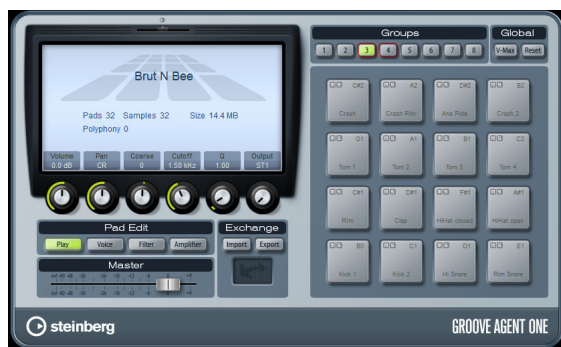 Groups
Global
1 2 3 4 5 6 7 8
V-Max Reset
Brut N Bee
Pads 32 Samples 32 Size 14.4 MB
Polyphony 0
Volume Pan Coarse Cutoff Q Output
0.0 dB CR 0 1.50 kHz 1.00 ST1
C#2 A2 D#2 B2
Crash Crash Rim Ana Ride Crash 2
G1 A1 B1 C2
Tom 1 Tom 2 Tom 3 Tom 4
C#1 D#1 F#1 A#1
Rim Clap HiHat closed HiHat open
B0 C1 D1 E1
Kick 1 Kick 2 Hi Snare Rim Snare
Pad Edit
Play Voice Filter Amplifier
Exchange
Import Export
Master
steinberg
GROOVE AGENT ONE